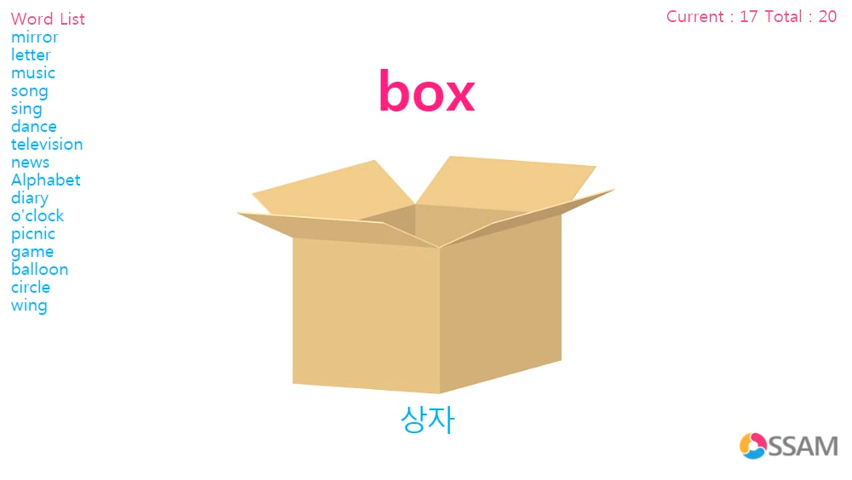 Word List
mirror
letter
music
song
sing
dance
television
news
Alphabet
diary
o'clock
picnic
game
balloon
circle
wing
Current : 17 Total : 20
box
상자
SSAM